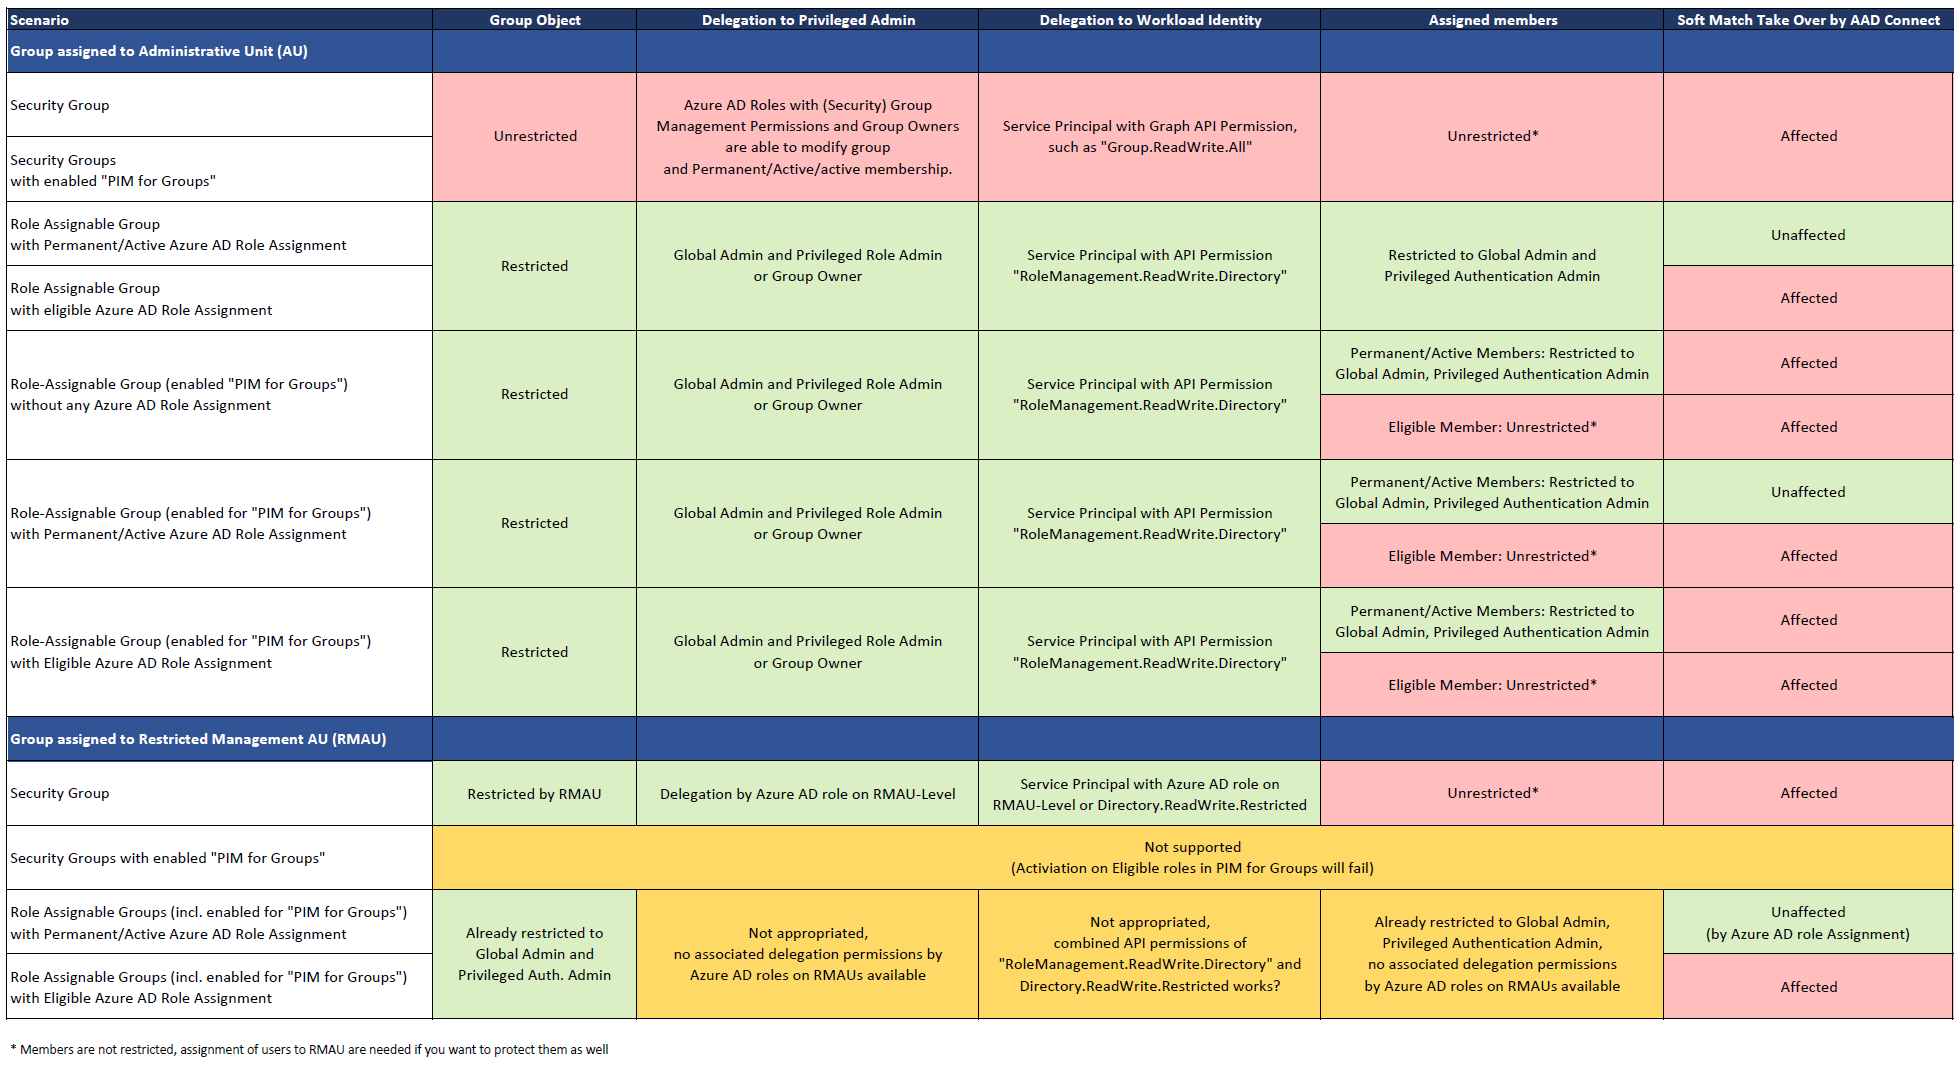 Scenario
Group Object
Delegation to Privileged Admin
Delegation to Workload Identity
Assigned members
Soft Match Take Over by AAD Connect
Group assigned to Administrative Unit (AU)
Security Group
Security Groups
with enabled "PIM for Groups"
Unrestricted
Azure AD Roles with (Security) Group
Management Permissions and Group Owners
are able to modify group
and Permanent/Active/active membership.
Service Principal with Graph API Permission,
such as "Group.ReadWrite.All"
Unrestricted*
Affected
Role Assignable Group
with Permanent/Active Azure AD Role Assignment
Role Assignable Group
with eligible Azure AD Role Assignment
Restricted
Global Admin and Privileged Role Admin
or Group Owner
Service Principal with API Permission
"RoleManagement.ReadWrite.Directory"
Restricted to Global Admin and
Privileged Authentication Admin
Unaffected
Affected
Role-Assignable Group (enabled "PIM for Groups")
without any Azure AD Role Assignment
Restricted
Global Admin and Privileged Role Admin
or Group Owner
Service Principal with API Permission
"RoleManagement.ReadWrite.Directory"
Permanent/Active Members: Restricted to
Global Admin, Privileged Authentication Admin
Affected
Eligible Member: Unrestricted*
Affected
Role-Assignable Group (enabled for "PIM for Groups")
with Permanent/Active Azure AD Role Assignment
Restricted
Global Admin and Privileged Role Admin
or Group Owner
Service Principal with API Permission
"RoleManagement.ReadWrite.Directory"
Permanent/Active Members: Restricted to
Global Admin, Privileged Authentication Admin
Unaffected
Eligible Member: Unrestricted*
Affected
Role-Assignable Group (enabled for "PIM for Groups")
with Eligible Azure AD Role Assignment
Restricted
Global Admin and Privileged Role Admin
or Group Owner
Service Principal with API Permission
"RoleManagement.ReadWrite.Directory"
Permanent/Active Members: Restricted to
Global Admin, Privileged Authentication Admin
Affected
Eligible Member: Unrestricted*
Affected
Group assigned to Restricted Management AU (RMAU)
Security Group
Restricted by RMAU
Delegation by Azure AD role on RMAU-Level
Service Principal with Azure AD role on
RMAU-Level or Directory.ReadWrite.Restricted
Unrestricted*
Affected
Security Groups with enabled "PIM for Groups"
Not supported
(Activiation on Eligible roles in PIM for Groups will fail)
Role Assignable Groups (incl. enabled for "PIM for Groups")
with Permanent/Active Azure AD Role Assignment
Role Assignable Groups (incl. enabled for "PIM for Groups")
with Eligible Azure AD Role Assignment
Already restricted to
Global Admin and
Privileged Auth. Admin
Not appropriated,
no associated delegation permissions by
Azure AD roles on RMAUs available
Not appropriated,
combined API permissions of
"RoleManagement.ReadWrite.Directory" and
Directory.ReadWrite.Restricted works?
Already restricted to Global Admin,
Privileged Authentication Admin,
no associated delegation permissions
by Azure AD roles on RMAUs available
Unaffected
(by Azure AD role Assignment)
Affected
* Members are not restricted, assignment of users to RMAU are needed if you want to protect them as well